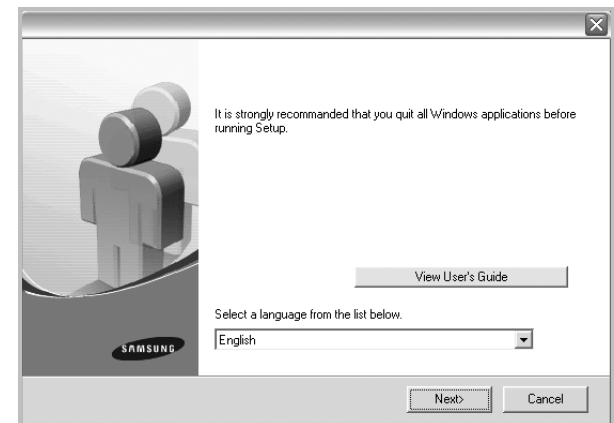 It is strongly recommanded that you quit all Windows applications before
running Setup.
View User's Guide
Select a language from the list below.
English
SAMSUNG
Next>
Cancel